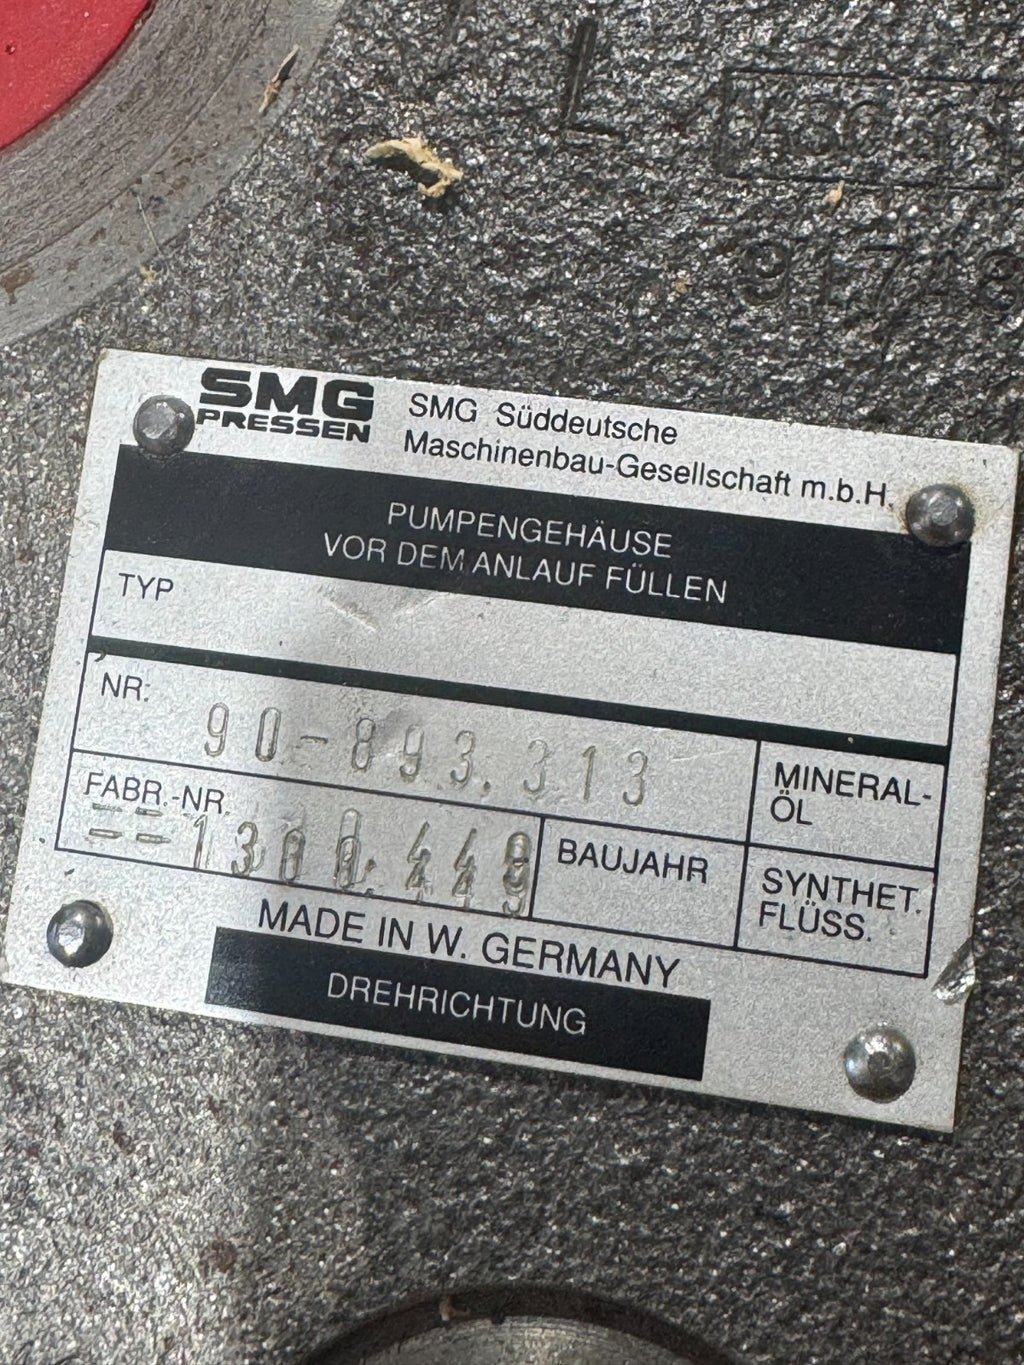 L
SMG
PRESSEN
SMG Süddeutsche
Maschinenbau-Gesellschaft m.b.H.
PUMPENGEHÄUSE
VOR DEM ANLAUF FÜLLEN
TYP
NR:
90-893.313
MINERAL-
ÖL
FABR.-NR.
BAUJAHR
SYNTHET.
FLÜSS.
MADE IN W. GERMANY
DREHRICHTUNG